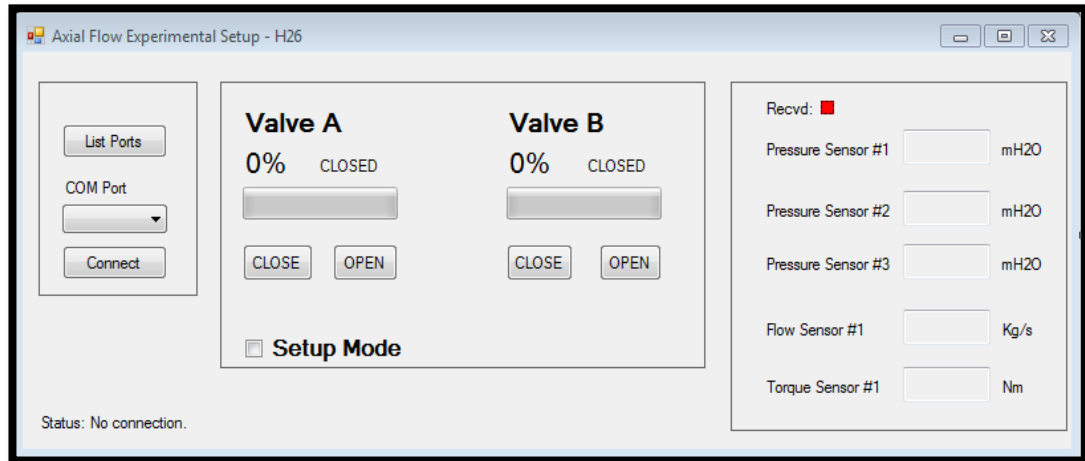 Axial Flow Experimental Setup - H26
List Ports
COM Port
Connect
Valve A
0% CLOSED
CLOSE OPEN
Valve B
0% CLOSED
CLOSE OPEN
Setup Mode
Recvd:
Pressure Sensor #1 mH2O
Pressure Sensor #2 mH2O
Pressure Sensor #3 mH2O
Flow Sensor #1 Kg/s
Torque Sensor #1 Nm
Status: No connection.